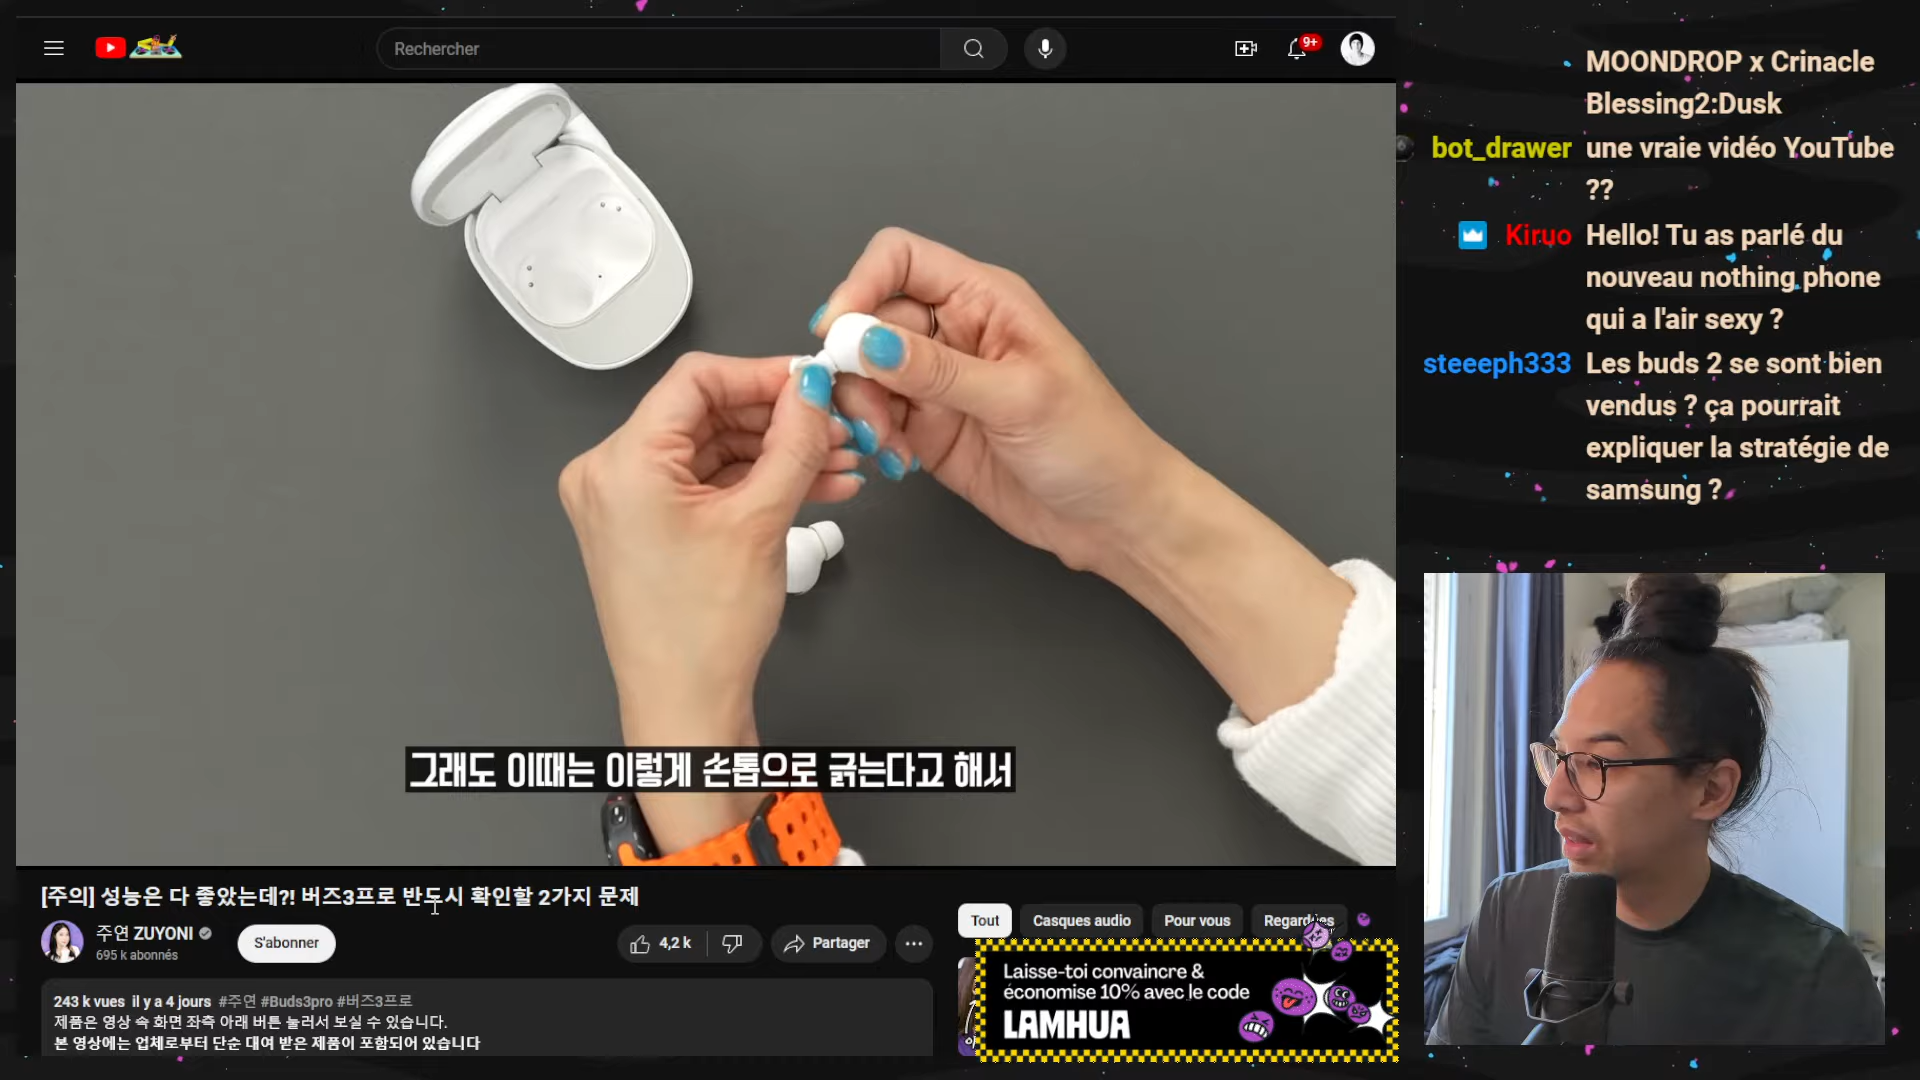 Rechercher
9+
그래도 이때는 이렇게 손톱으로 긁는다고 해서
[주의] 성능은 다 좋았는데?! 버즈3프로 반드시 확인할 2가지 문제
주연 ZUYONI
695 k abonnés
S'abonner
4,2 k
Partager
243 k vues il y a 4 jours #주연 #Buds3pro #버즈3프로
제품은 영상 속 화면 좌측 아래 버튼 눌러서 보실 수 있습니다.
본 영상에는 업체로부터 단순 대여 받은 제품이 포함되어 있습니다
Tout
Casques audio
Pour vous
Laisse-toi convaincre &
économise 10% avec le code
LAMHUA
MOONDROP x Crinacle
Blessing2:Dusk
bot_drawer une vraie vidéo YouTube
??
Kiruo Hello! Tu as parlé du
nouveau nothing phone
qui a l'air sexy ?
steeeph333 Les buds 2 se sont bien
vendus ? ça pourrait
expliquer la stratégie de
samsung ?